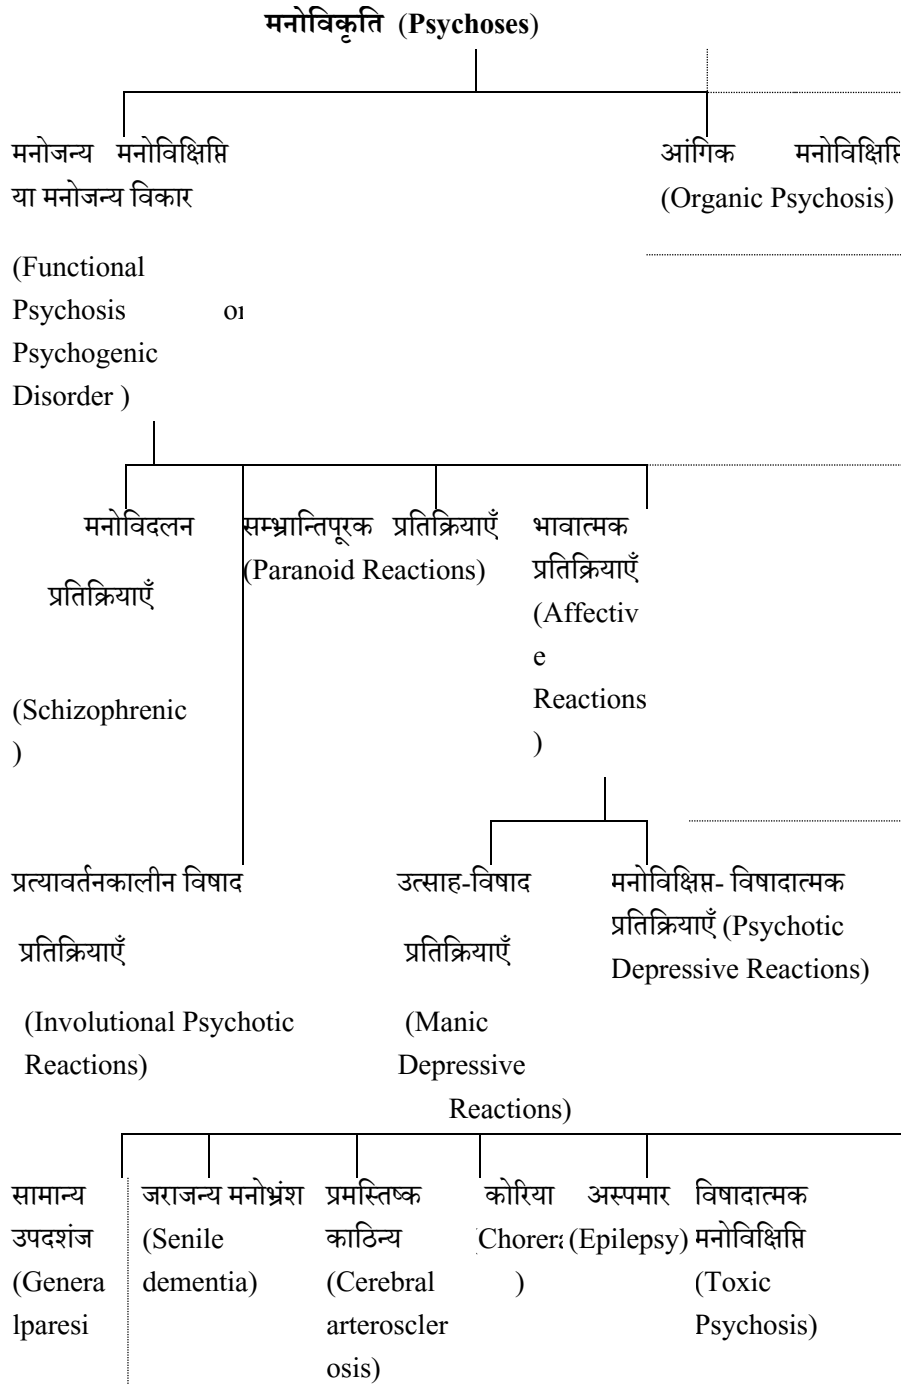 मनोविकृति (Psychoses)
मनोजन्य मनोविक्षिप्ति
या मनोजन्य विकार
(Functional
Psychosis or
Psychogenic
Disorder )
आंगिक मनोविक्षिप्ति
(Organic Psychosis)
मनोविदलन
प्रतिक्रियाएँ
(Schizophrenic
)
सम्भ्रान्तिपूरक प्रतिक्रियाएँ
(Paranoid Reactions)
भावात्मक
प्रतिक्रियाएँ
(Affectiv
e
Reactions
)
प्रत्यावर्तनकालीन विषाद
प्रतिक्रियाएँ
(Involutional Psychotic
Reactions)
उत्साह-विषाद
प्रतिक्रियाएँ
(Manic
Depressive
Reactions)
मनोविक्षिप्त- विषादात्मक
प्रतिक्रियाएँ (Psychotic
Depressive Reactions)
सामान्य
उपदशंज
(Genera
lparesi
जराजन्य मनोभ्रंश
(Senile
dementia)
प्रमस्तिष्क
काठिन्य
(Cerebral
arteroscler
osis)
कोरिया
(Chorera
)
अस्पमार
(Epilepsy)
विषादात्मक
मनोविक्षिप्ति
(Toxic
Psychosis)